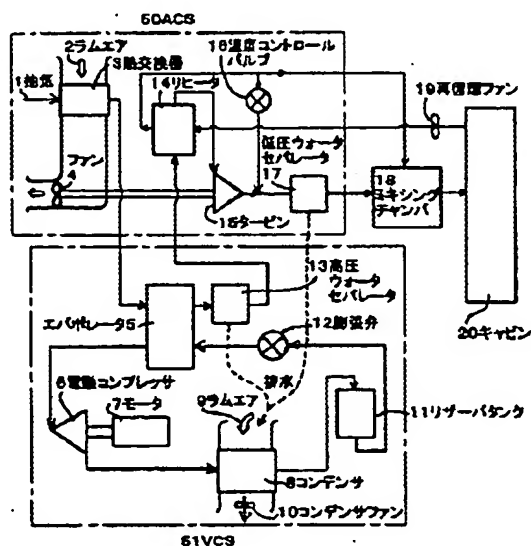 50ACS
2ラムエア
3熱交換器
1抽気
14リヒータ
16温度コントロール
バルブ
19再循環ファン
低圧ウォータ
セパレータ
17
ファン
4
15タービン
18
ミキシング
チャンバ
13高圧
ウォータ
セパレータ
エバポレータ5
12膨張弁
20キャビン
6電動コンプレッサ
7モータ
排水
9ラムエア
11リザーバタンク
8コンデンサ
10コンデンサファン
51VCS